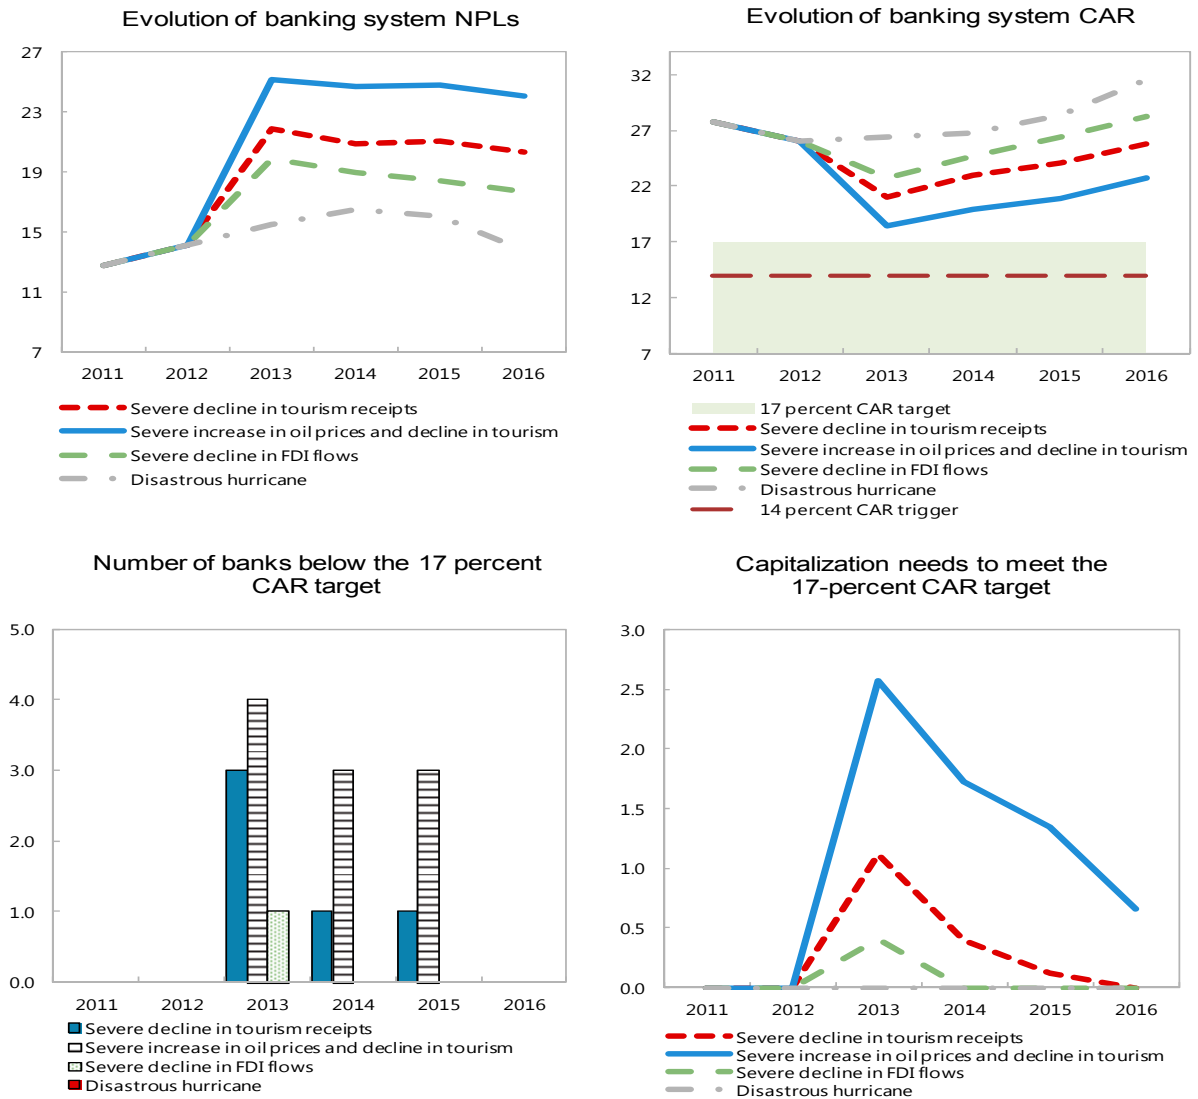 Evolution of banking system NPLs
27
23
19
15
11
7
2011 2012 2013 2014 2015 2016
Severe decline in tourism receipts
Severe increase in oil prices and decline in tourism
Severe decline in FDI flows
Disastrous hurricane
Evolution of banking system CAR
32
27
22
17
12
7
2011 2012 2013 2014 2015 2016
17 percent CAR target
Severe decline in tourism receipts
Severe increase in oil prices and decline in tourism
Severe decline in FDI flows
Disastrous hurricane
14 percent CAR trigger
Number of banks below the 17 percent
CAR target
5.0
4.0
3.0
2.0
1.0
0.0
2011 2012 2013 2014 2015 2016
Severe decline in tourism receipts
Severe increase in oil prices and decline in tourism
Severe decline in FDI flows
Disastrous hurricane
Capitalization needs to meet the
17-percent CAR target
3.0
2.5
2.0
1.5
1.0
0.5
0.0
2011 2012 2013 2014 2015 2016
Severe decline in tourism receipts
Severe increase in oil prices and decline in tourism
Severe decline in FDI flows
Disastrous hurricane